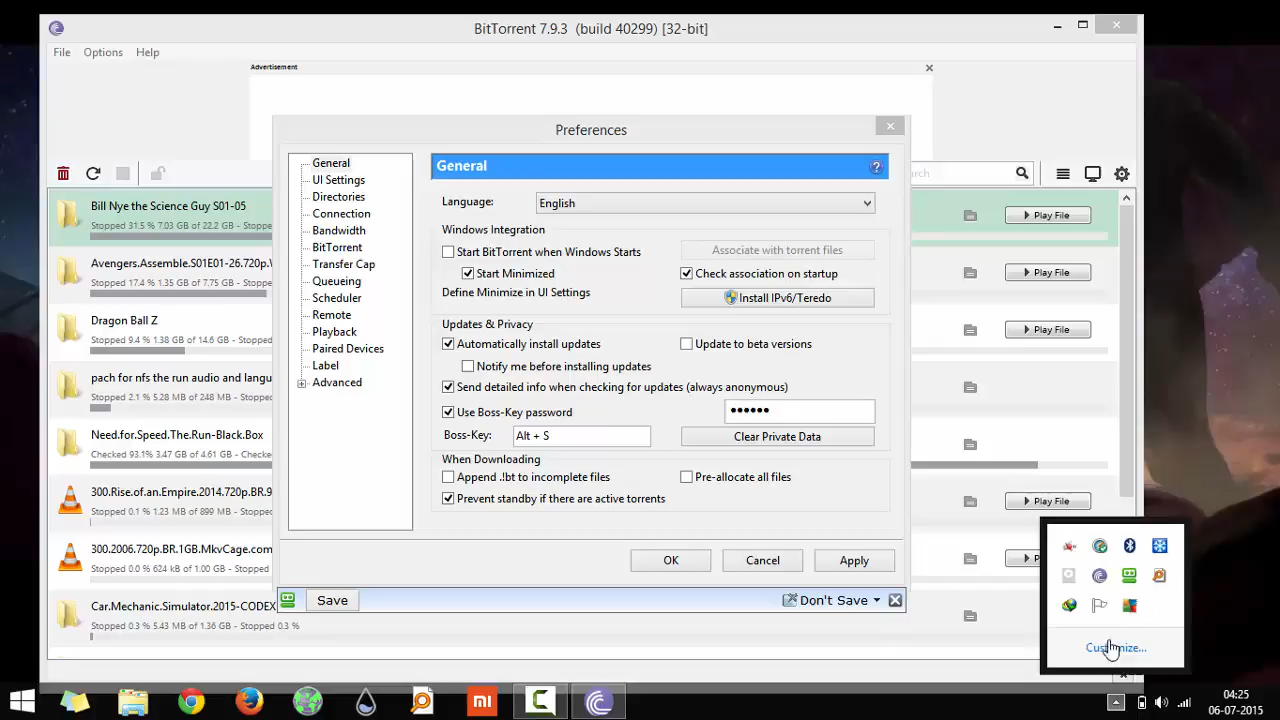 BitTorrent 7.9.3 (build 40299) [32-bit]
File Options Help
Advertisement
Preferences
General
UI Settings
Directories
Connection
Bandwidth
BitTorrent
Transfer Cap
Queueing
Scheduler
Remote
Playback
Paired Devices
Label
Advanced
General
Language: English
Windows Integration
Start BitTorrent when Windows Starts
Associate with torrent files
Start Minimized
Check association on startup
Define Minimize in UI Settings
Install IPv6/Teredo
Updates & Privacy
Automatically install updates
Update to beta versions
Notify me before installing updates
Send detailed info when checking for updates (always anonymous)
Use Boss-Key password ••••••
Boss-Key: Alt + S
Clear Private Data
When Downloading
Append .!bt to incomplete files
Pre-allocate all files
Prevent standby if there are active torrents
OK Cancel Apply
Save
Don't Save
Bill Nye the Science Guy S01-05
Stopped 31.5 % 7.03 GB of 22.2 GB - Stopp
Avengers.Assemble.S01E01-26.720p.
Stopped 17.4 % 1.35 GB of 7.75 GB - Stopp
Dragon Ball Z
Stopped 9.4 % 1.38 GB of 14.6 GB - Stopp
pach for nfs the run audio and langu
Stopped 2.1 % 5.28 MB of 248 MB - Stopp
Need.for.Speed.The.Run-Black.Box
Checked 93.1% 3.47 GB of 3.63 GB - Stopp
300.Rise.of.an.Empire.2014.720p.BR.
Stopped 0.1 % 1.23 MB of 899 MB - Stopp
300.2006.720p.BR.1GB.MkvCage.com
Stopped 0.0 % 624 kB of 1.00 GB - Stopp
Car.Mechanic.Simulator.2015-CODEX
Stopped 0.3 % 5.43 MB of 1.36 GB - Stopped 0.3 %
arch
Play File
Play File
Play File
Play File
Customize...
mi
04:25
06-07-2015